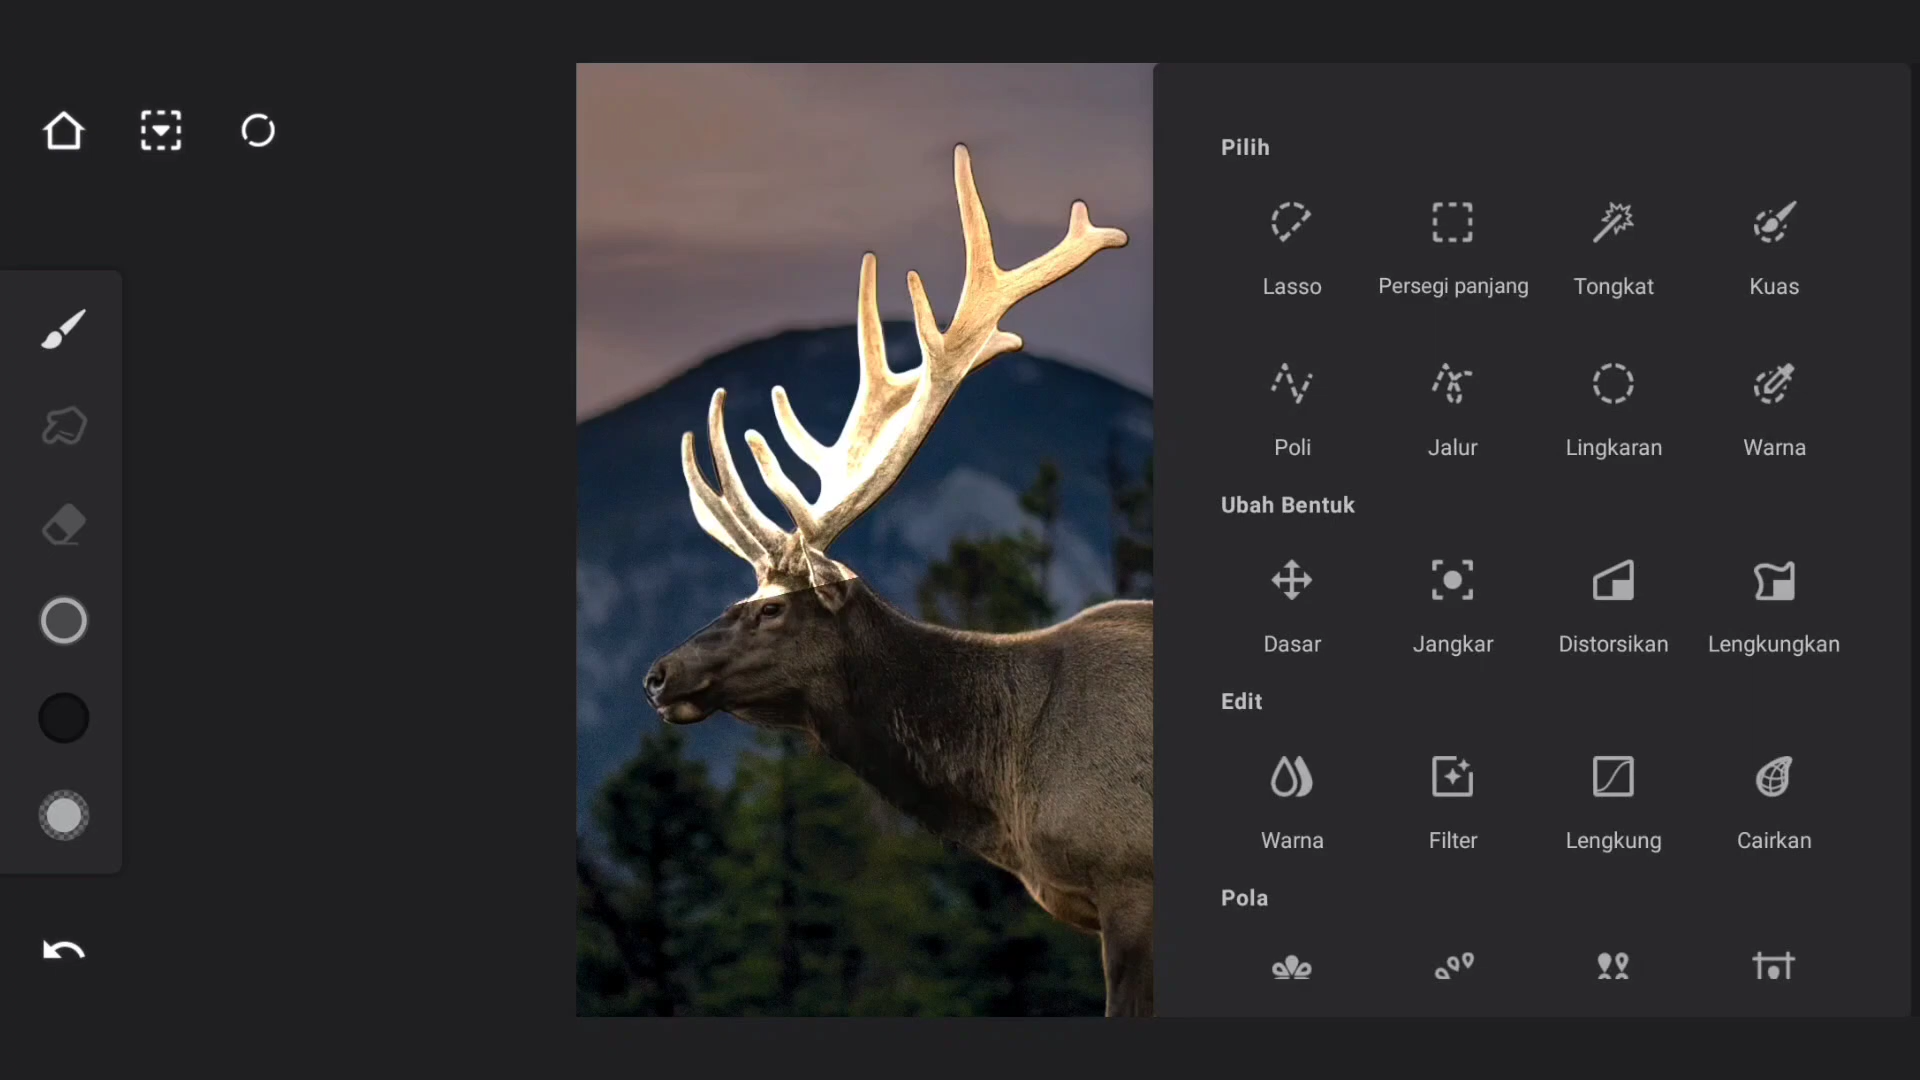 Pilih
Lasso Persegi panjang Tongkat Kuas
Poli Jalur Lingkaran Warna
Ubah Bentuk
Dasar Jangkar Distorsikan Lengkungkan
Edit
Warna Filter Lengkung Cairkan
Pola